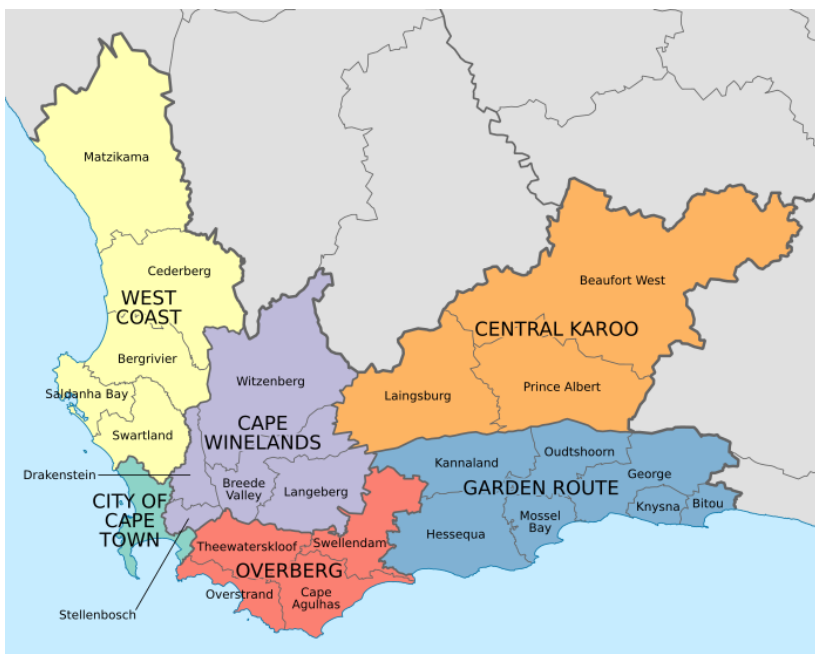 Matzikama
Cederberg
WEST
COAST
Bergrivier
Saldanha Bay
Swartland
Beaufort West
CENTRAL KAROO
Laingsburg
Prince Albert
Witzenberg
CAPE
WINELANDS
Drakenstein
Breede
Valley
Langeberg
CITY OF
CAPE
TOWN
Stellenbosch
Kannaland
Oudtshoorn
George
GARDEN ROUTE
Hessequa
Mossel
Bay
Knysna
Bitou
Theewaterskloof
Swellendam
OVERBERG
Overstrand
Cape
Agulhas